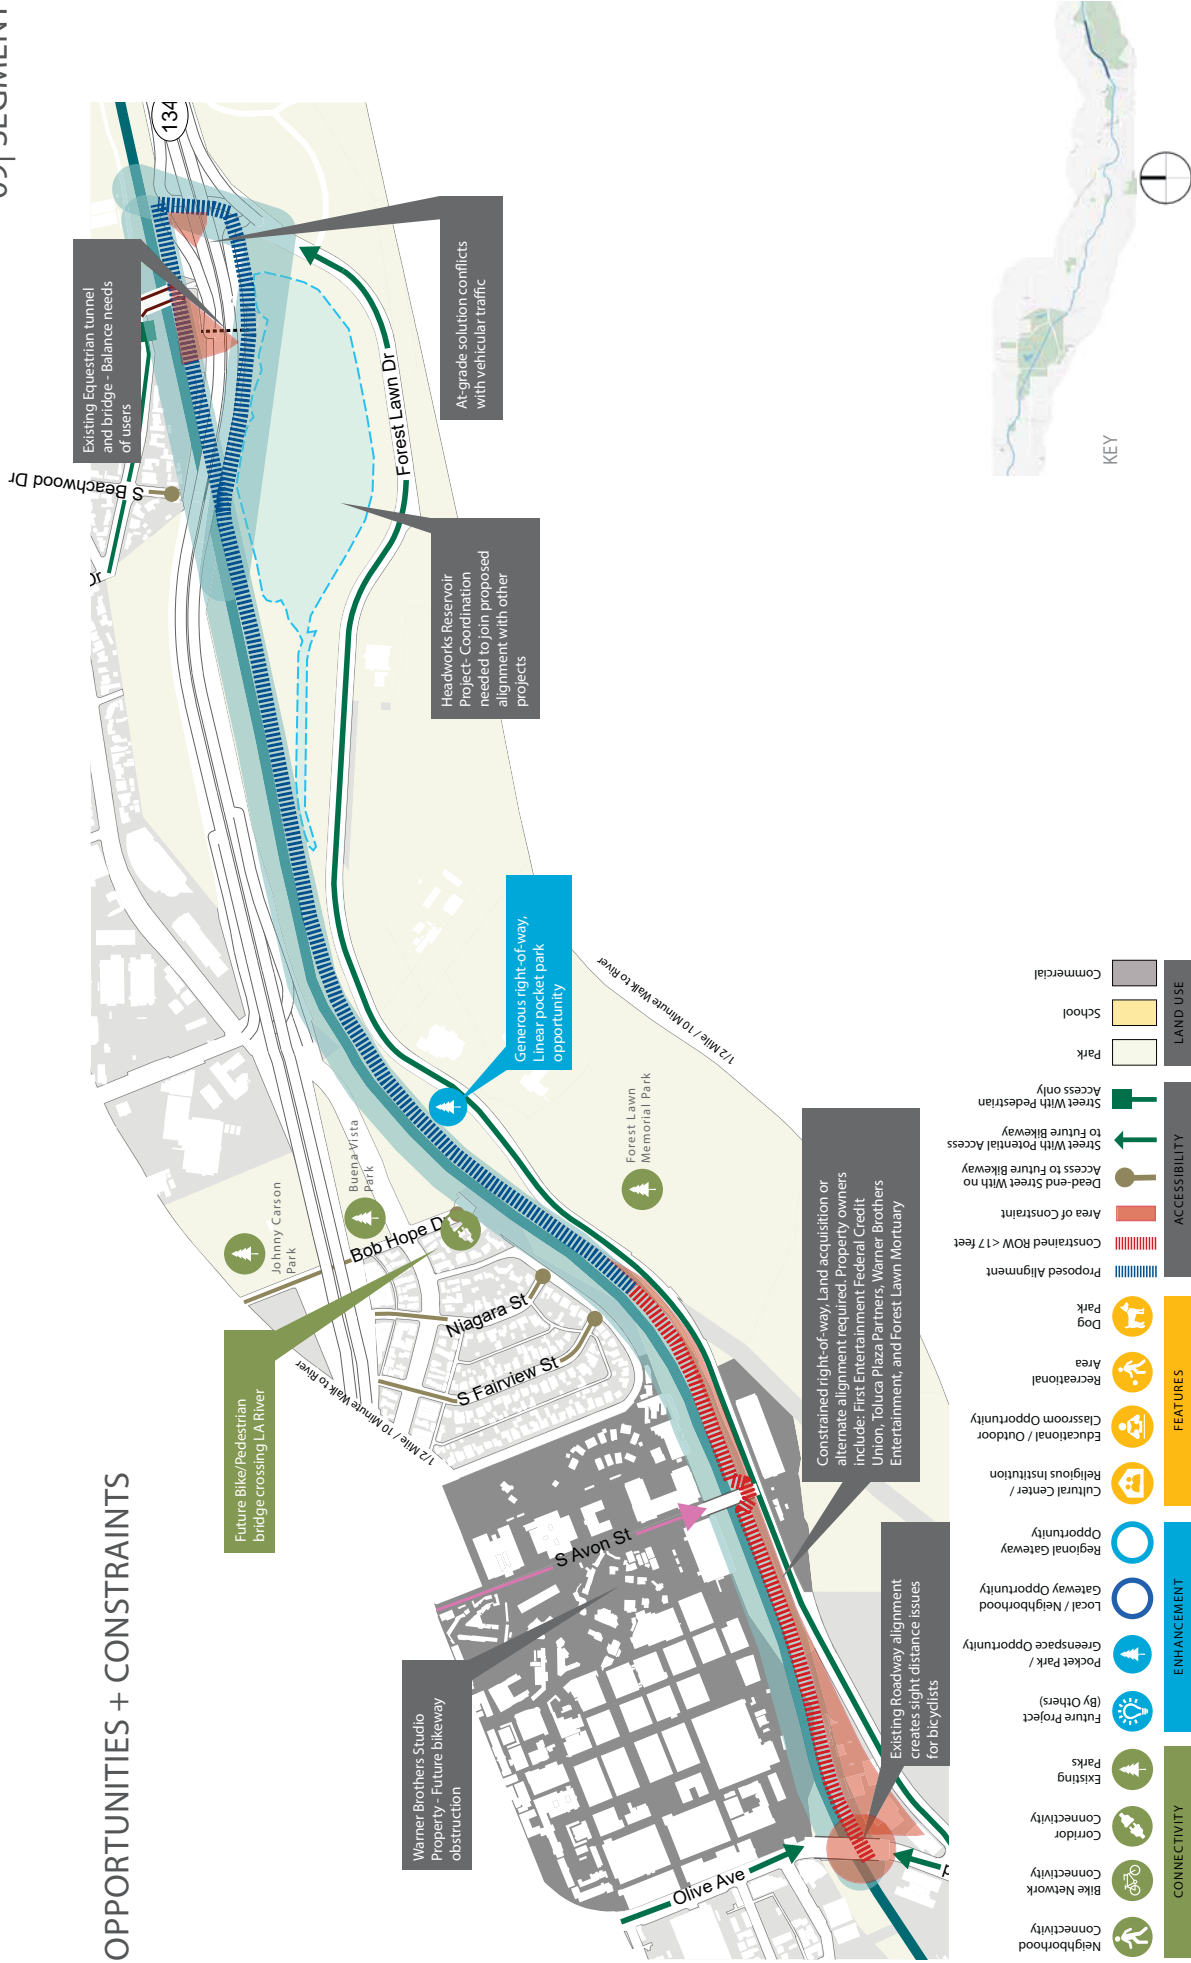 09| SEGMENT
OPPORTUNITIES + CONSTRAINTS
134
Existing Equestrian tunnel
and bridge - Balance needs
of users
At-grade solution conflicts
with vehicular traffic
S Beachwood Dr
Dr
Forest Lawn Dr
Headworks Reservoir
Project- Coordination
needed to join proposed
alignment with other
projects
Generous right-of-way,
Linear pocket park
opportunity
1/2 Mile / 10 Minute Walk to River
Forest Lawn
Memorial Park
Buena Vista
Park
Johnny Carson
Park
Bob Hope D
Niagara St
S Fairview St
Future Bike/Pedestrian
bridge crossing LA River
1/2 Mile / 10 Minute Walk to River
S Avon St
Constrained right-of-way, Land acquisition or
alternate alignment required. Property owners
include: First Entertainment Federal Credit
Union, Toluca Plaza Partners, Warner Brothers
Entertainment, and Forest Lawn Mortuary
Warner Brothers Studio
Property - Future bikeway
obstruction
Existing Roadway alignment
creates sight distance issues
for bicyclists
Olive Ave
P
KEY
Neighborhood
Connectivity
Bike Network
Connectivity
Corridor
Connectivity
Existing
Parks
CONNECTIVITY
Future Project
(By Others)
Pocket Park /
Greenspace Opportunity
Local / Neighborhood
Gateway Opportunity
Regional Gateway
Opportunity
ENHANCEMENT
Cultural Center /
Religious Institution
Educational / Outdoor
Classroom Opportunity
Recreational
Area
Dog
Park
FEATURES
Proposed Alignment
Constrained ROW <17 feet
Area of Constraint
Dead-end Street With no
Access to Future Bikeway
Street With Potential Access
to Future Bikeway
Street With Pedestrian
Access only
ACCESSIBILITY
Park
School
Commercial
LAND USE